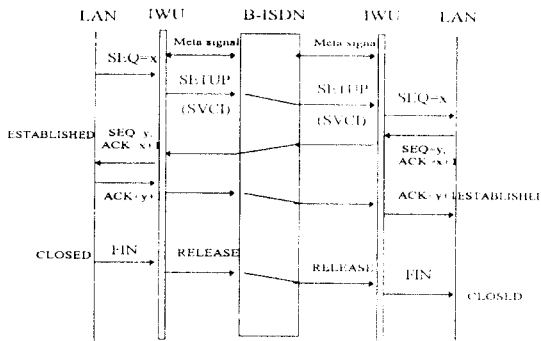 LAN IWU B-ISDN IWU LAN
Meta signal Meta signal
SEQ=x
SETUP SETUP
(SVCI) (SVCI)
SEQ=x
ESTABLISHED SEQ=y,
ACK=x+1
SEQ=y,
ACK=x+1
ACK=y+1 ACK=y+1 ESTABLISHED
CLOSED FIN
RELEASE RELEASE
FIN
CLOSED